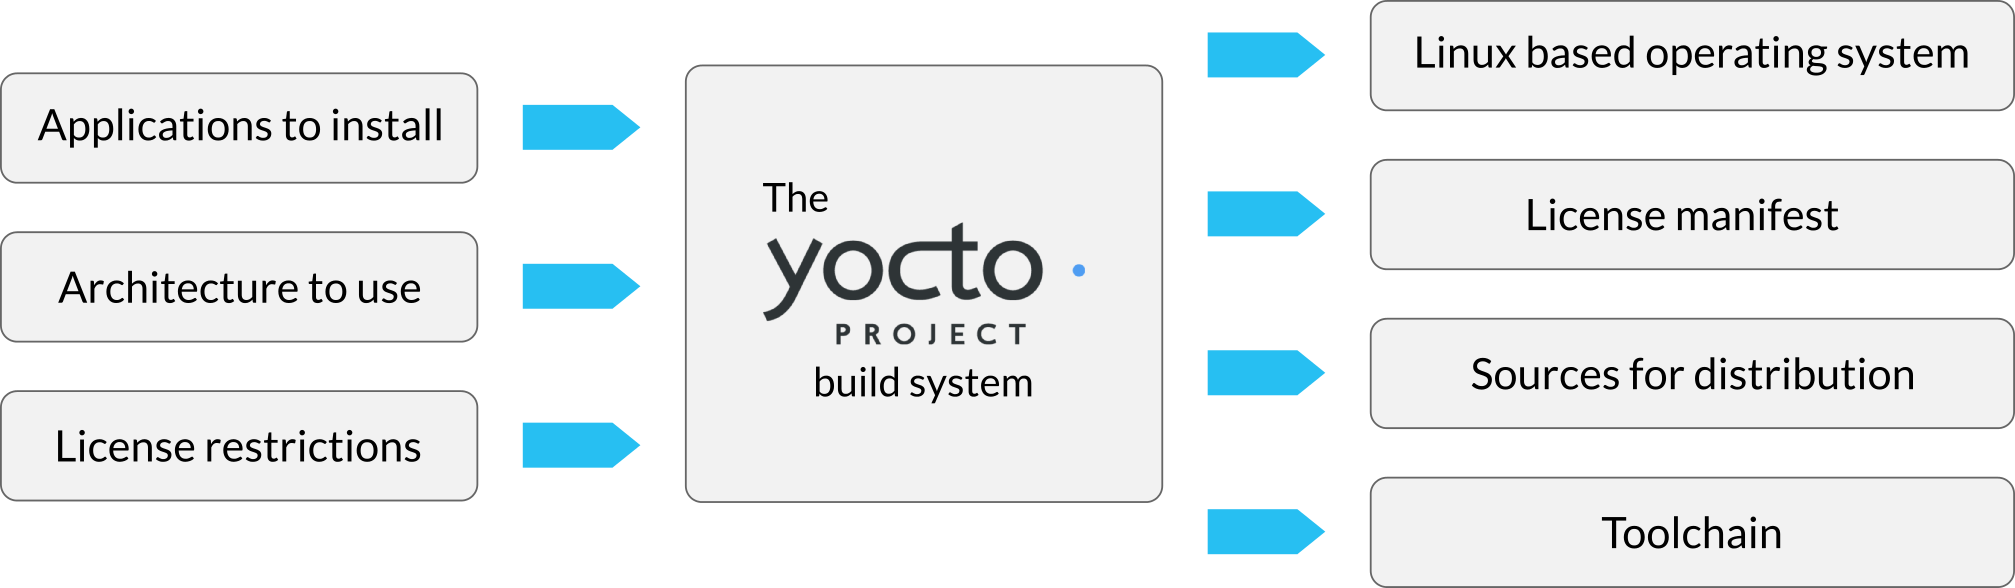 Applications to install
Architecture to use
License restrictions
The
yocto
PROJECT
build system
Linux based operating system
License manifest
Sources for distribution
Toolchain